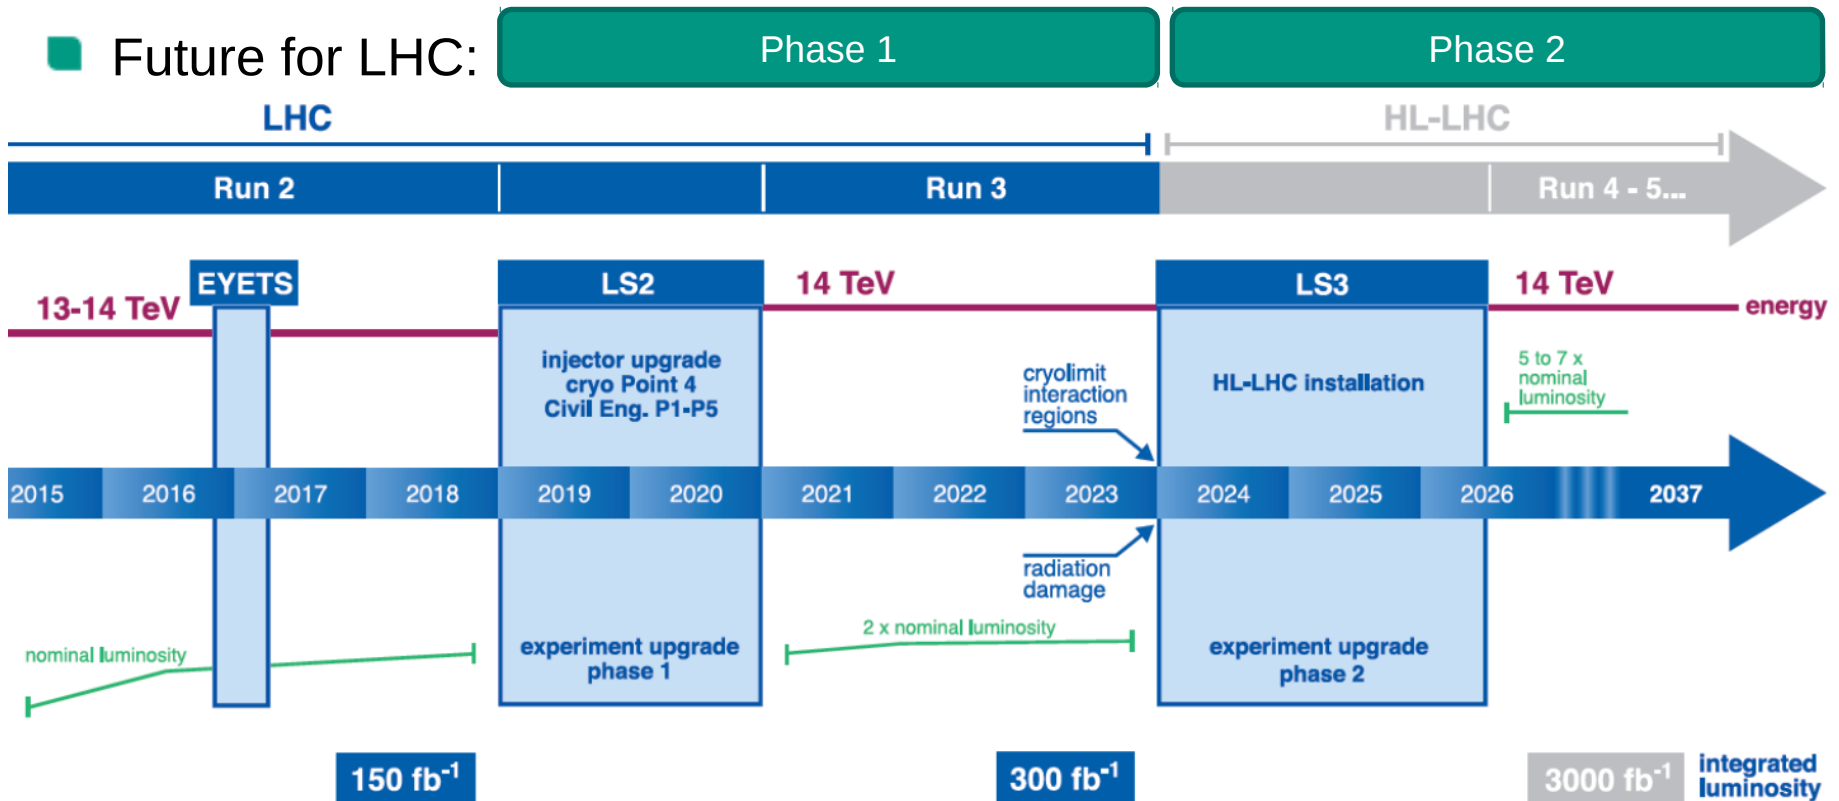 Future for LHC:
Phase 1
Phase 2
LHC
HL-LHC
Run 2
Run 3
Run 4 - 5...
EYETS
LS2
LS3
13-14 TeV
14 TeV
14 TeV
energy
injector upgrade
cryo Point 4
Civil Eng. P1-P5
cryolimit
interaction
regions
HL-LHC installation
5 to 7 x
nominal
luminosity
2015
2016
2017
2018
2019
2020
2021
2022
2023
2024
2025
2026
2037
radiation
damage
nominal luminosity
experiment upgrade
phase 1
2 x nominal luminosity
experiment upgrade
phase 2
150 fb⁻¹
300 fb⁻¹
3000 fb⁻¹
integrated
luminosity